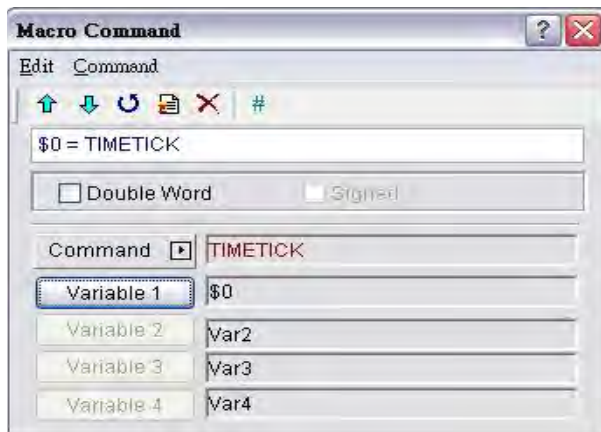 Macro Command
Edit Command
#
$0 = TIMETICK
Double Word Signed
Command TIMETICK
Variable 1 $0
Variable 2 Var2
Variable 3 Var3
Variable 4 Var4